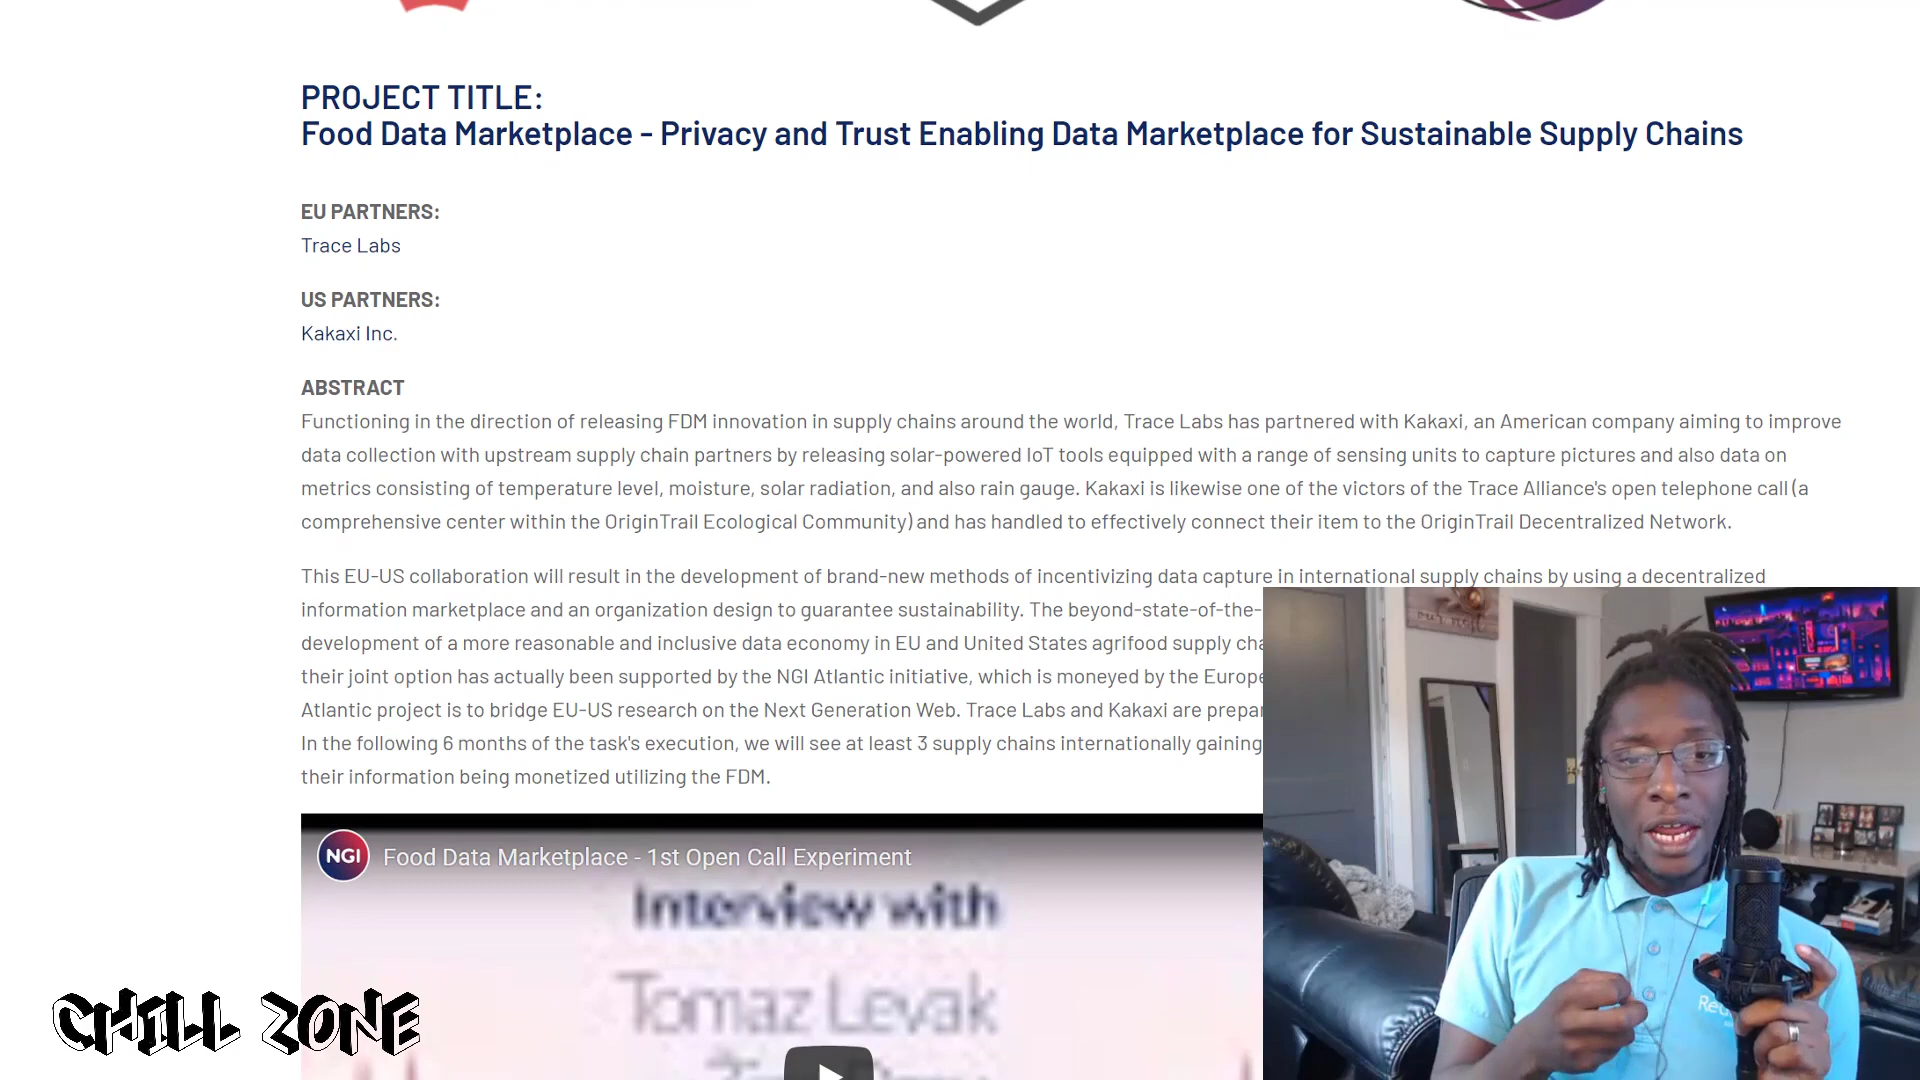 PROJECT TITLE:
Food Data Marketplace - Privacy and Trust Enabling Data Marketplace for Sustainable Supply Chains
EU PARTNERS:
Trace Labs
US PARTNERS:
Kakaxi Inc.
ABSTRACT
Functioning in the direction of releasing FDM innovation in supply chains around the world, Trace Labs has partnered with Kakaxi, an American company aiming to improve
data collection with upstream supply chain partners by releasing solar-powered IoT tools equipped with a range of sensing units to capture pictures and also data on
metrics consisting of temperature level, moisture, solar radiation, and also rain gauge. Kakaxi is likewise one of the victors of the Trace Alliance's open telephone call (a
comprehensive center within the OriginTrail Ecological Community) and has handled to effectively connect their item to the OriginTrail Decentralized Network.
This EU-US collaboration will result in the development of brand-new methods of incentivizing data capture in international supply chains by using a decentralized
information marketplace and an organization design to guarantee sustainability. The beyond-state-of-the-
development of a more reasonable and inclusive data economy in EU and United States agrifood supply cha
their joint option has actually been supported by the NGI Atlantic initiative, which is moneyed by the Europe
Atlantic project is to bridge EU-US research on the Next Generation Web. Trace Labs and Kakaxi are prepar
In the following 6 months of the task's execution, we will see at least 3 supply chains internationally gaining
their information being monetized utilizing the FDM.
NGI Food Data Marketplace - 1st Open Call Experiment
Interview with
Tomaz Levak
CHILL ZONE